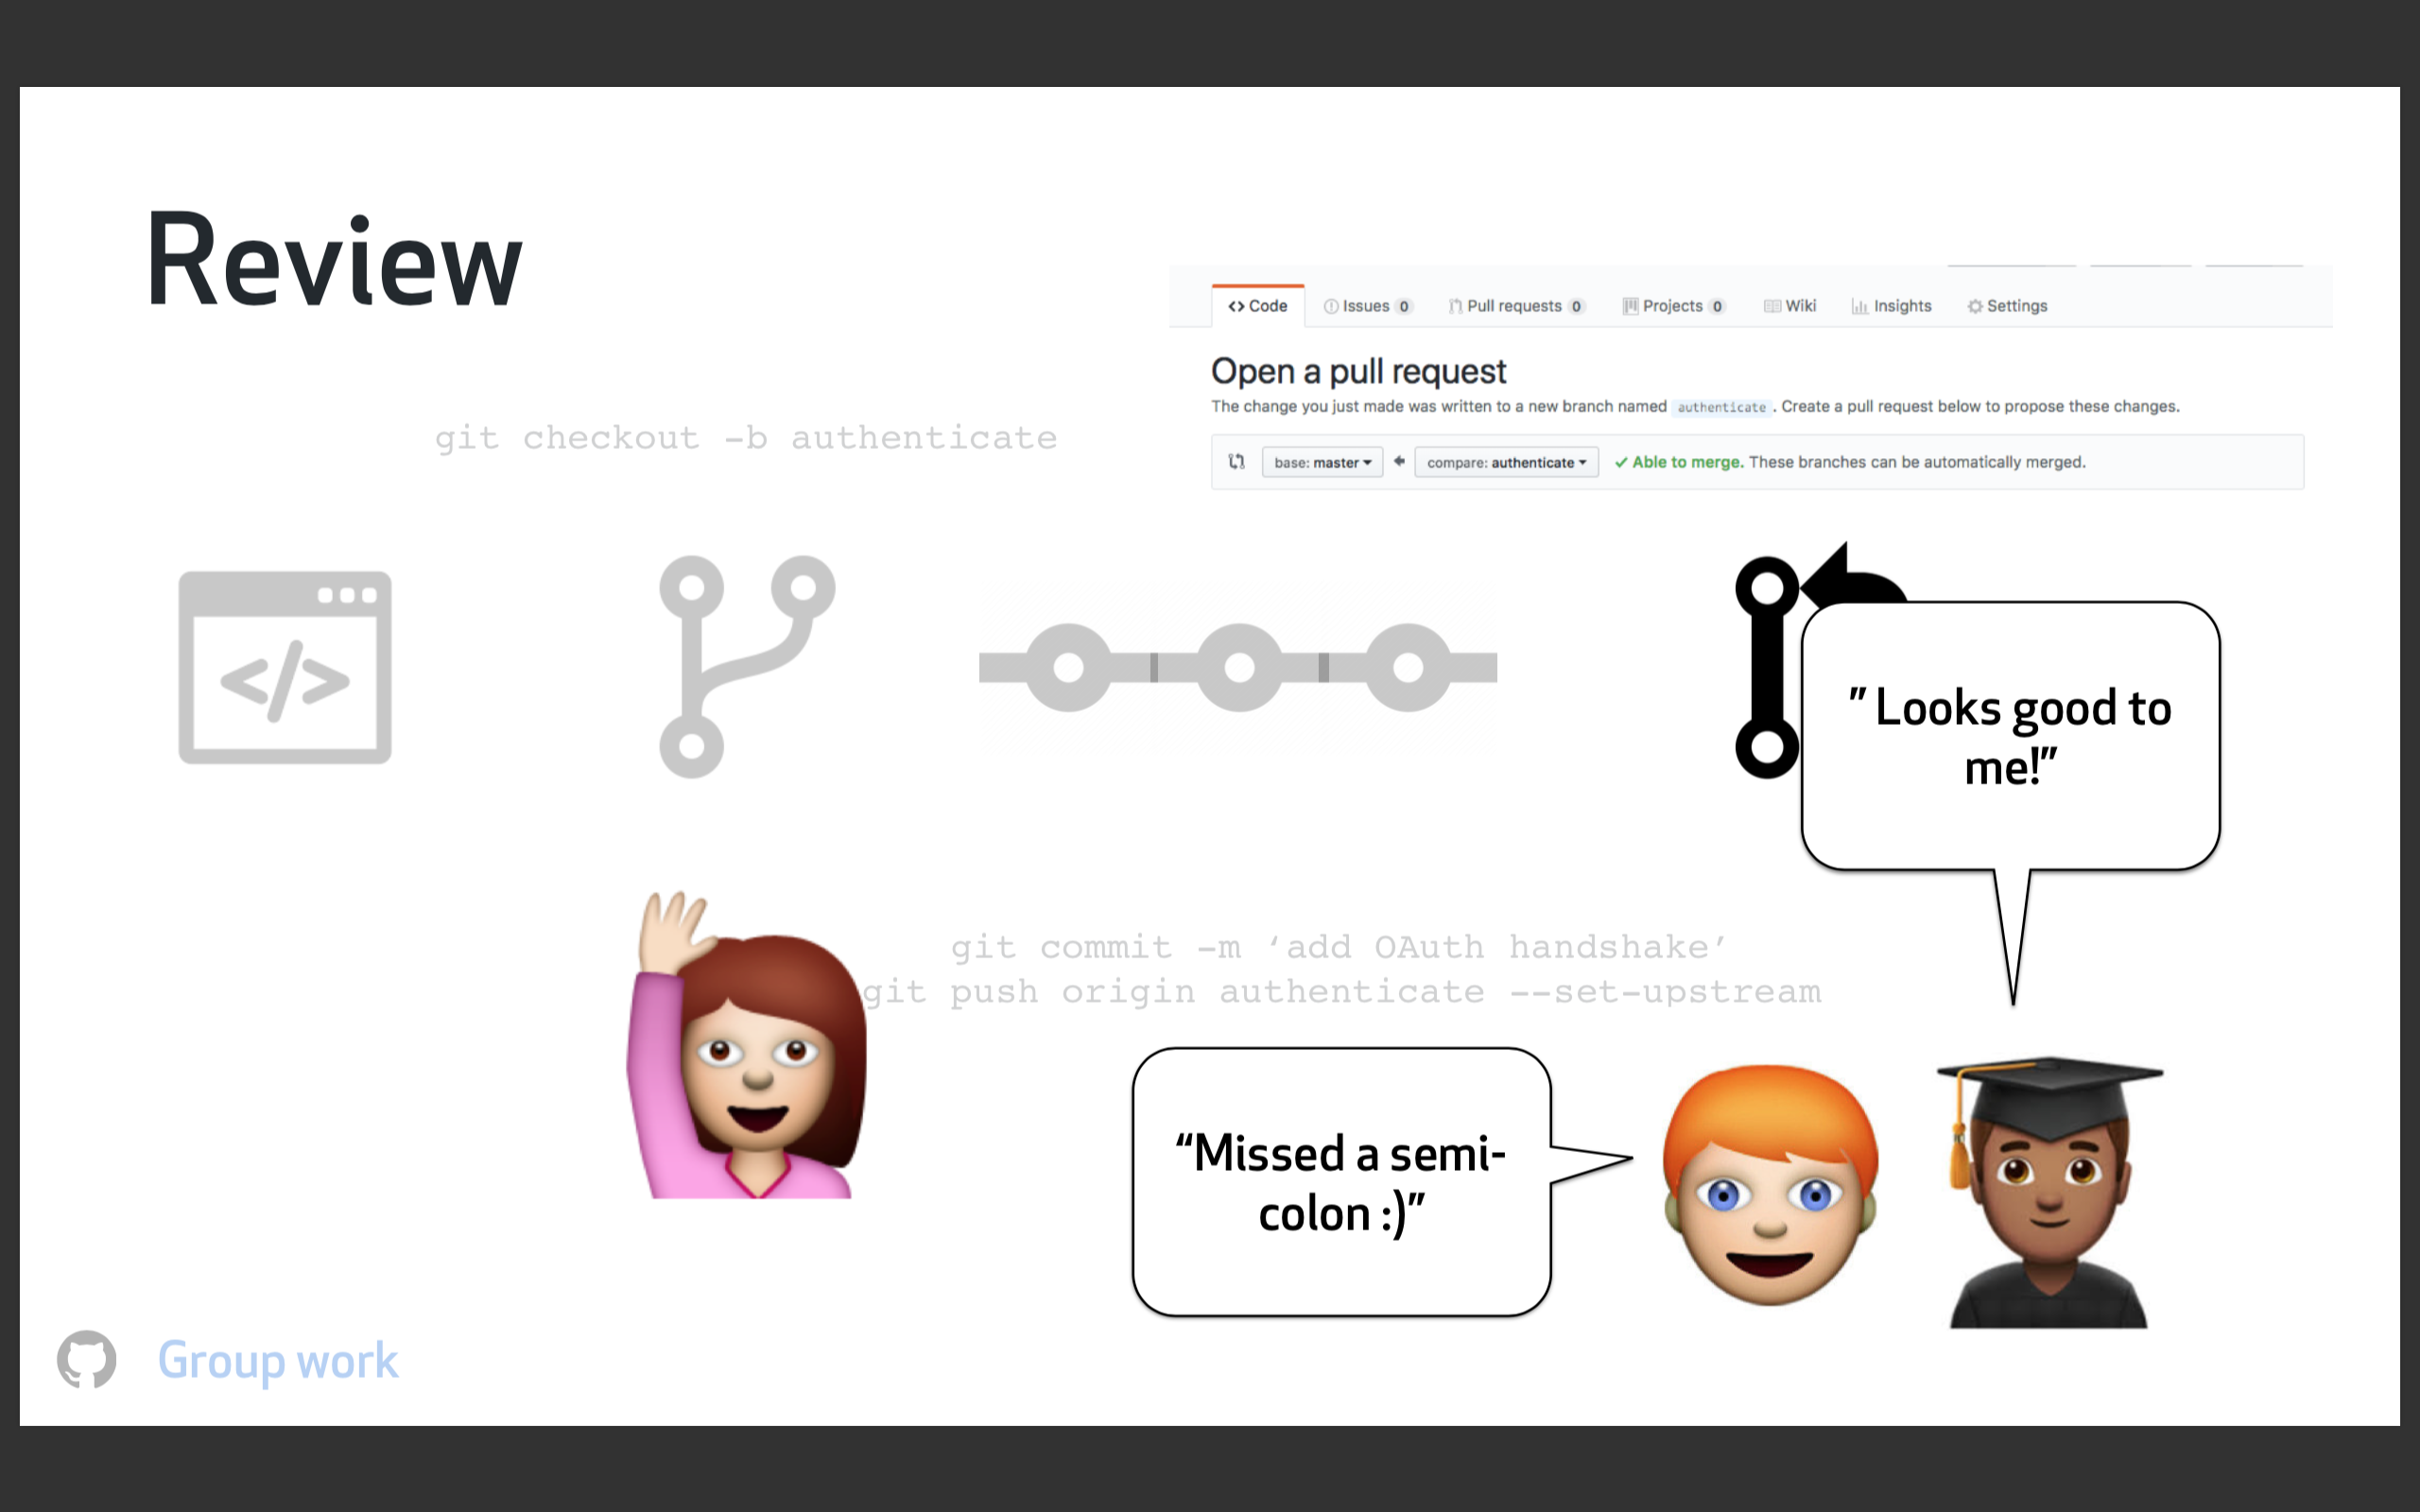 Review
<> Code Issues 0 Pull requests 0 Projects 0 Wiki Insights Settings
Open a pull request
The change you just made was written to a new branch named authenticate . Create a pull request below to propose these changes.
base: master compare: authenticate ✓ Able to merge. These branches can be automatically merged.
git checkout -b authenticate
</>
” Looks good to
me!”
git commit -m ‘add OAuth handshake’
git push origin authenticate --set-upstream
“Missed a semi-
colon :)”
Group work